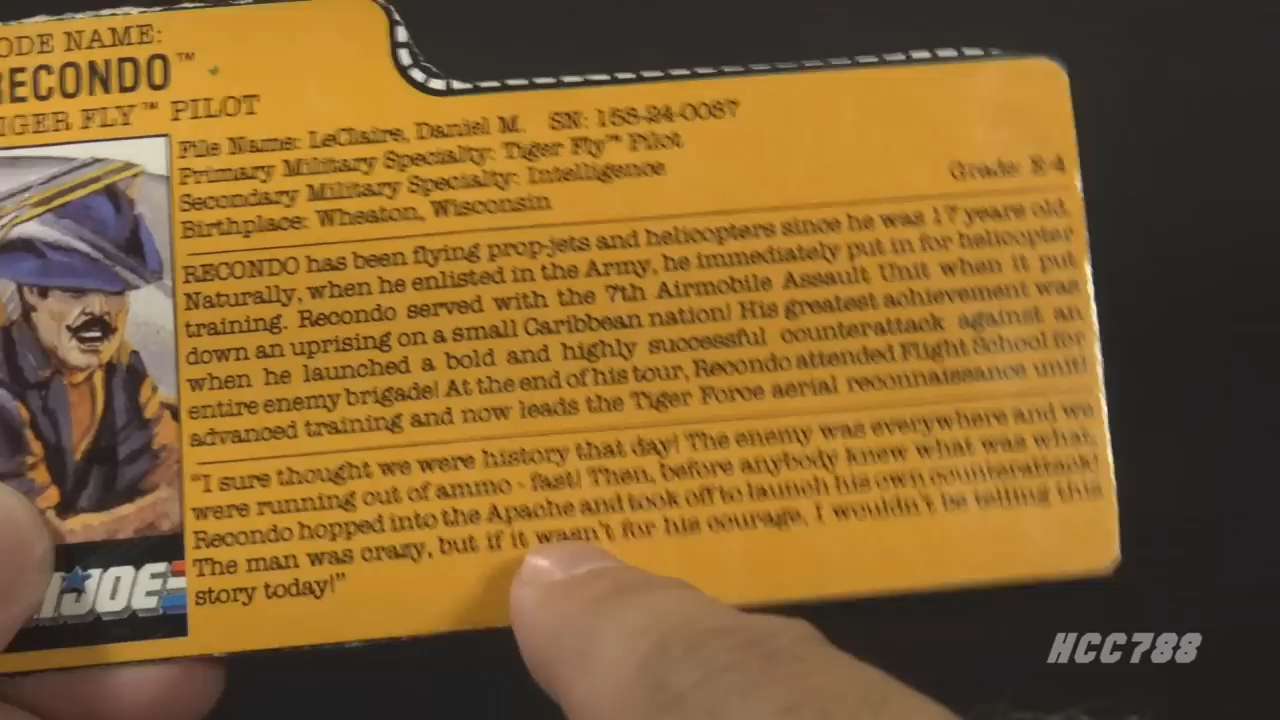 ODE NAME:
RECONDO™
IGER FLY™ PILOT
File Name: LeClaire, Daniel M. SN: 158-24-0087
Primary Military Specialty: Tiger Fly™ Pilot
Secondary Military Specialty: Intelligence
Birthplace: Wheaton, Wisconsin
Grade: E-4
RECONDO has been flying prop-jets and helicopters since he was 17 years old.
Naturally, when he enlisted in the Army, he immediately put in for helicopter
training. Recondo served with the 7th Airmobile Assault Unit when it put
down an uprising on a small Caribbean nation! His greatest achievement was
when he launched a bold and highly successful counterattack against an
entire enemy brigade! At the end of his tour, Recondo attended Flight School for
advanced training and now leads the Tiger Force aerial reconnaissance unit!
"I sure thought we were history that day! The enemy was everywhere and we
were running out of ammo - fast! Then, before anybody knew what was what,
Recondo hopped into the Apache and took off to launch his own counterattack!
The man was crazy, but if it wasn't for his courage, I wouldn't be telling this
story today!"
IJOE
HCC788